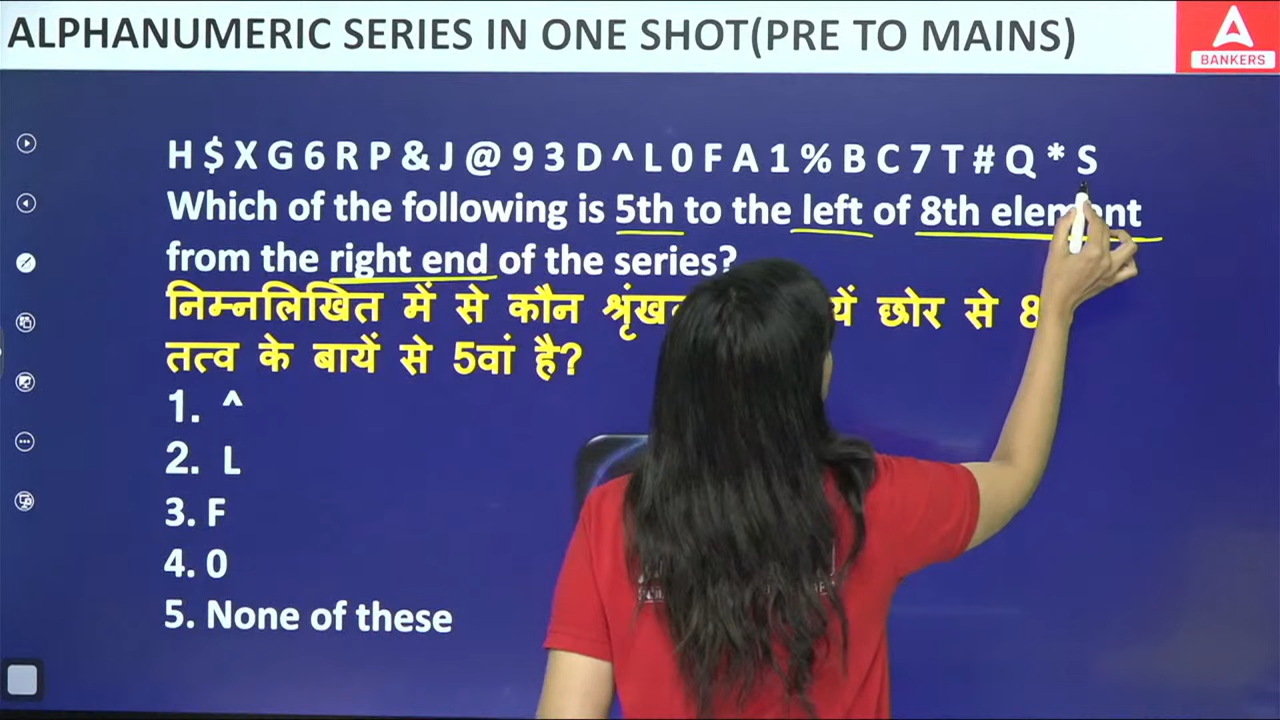 ALPHANUMERIC SERIES IN ONE SHOT(PRE TO MAINS)
A
BANKERS
H $ X G 6 R P & J @ 9 3 D ^ L 0 F A 1 % B C 7 T # Q * S
Which of the following is 5th to the left of 8th element
from the right end of the series?
निम्नलिखित में से कौन छोर से 8
तत्व के बायें से 5वां है?
1. ^
2. L
3. F
4. 0
5. None of these